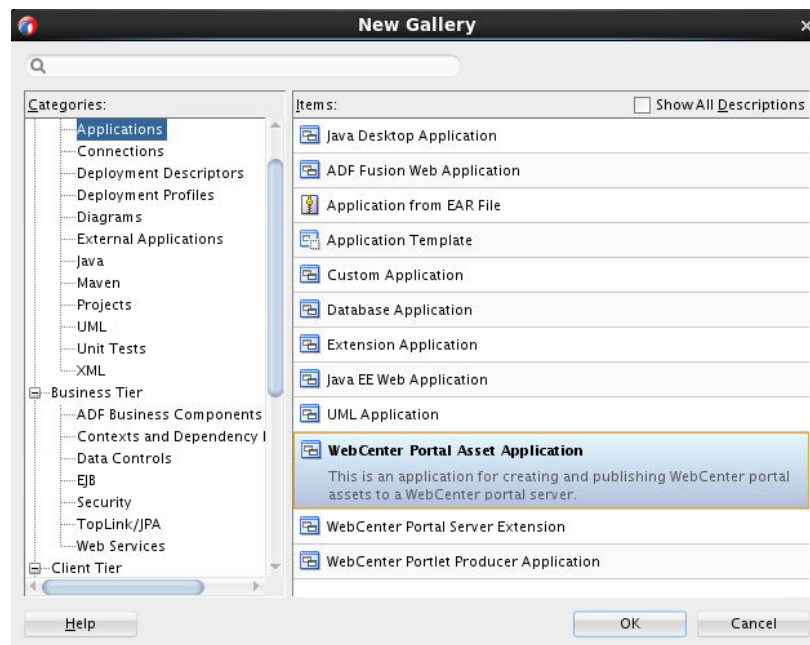 New Gallery
Categories:
Applications
Connections
Deployment Descriptors
Deployment Profiles
Diagrams
External Applications
Java
Maven
Projects
UML
Unit Tests
XML
Business Tier
ADF Business Components
Contexts and Dependency I
Data Controls
EJB
Security
TopLink/JPA
Web Services
Client Tier
Items:
Show All Descriptions
Java Desktop Application
ADF Fusion Web Application
Application from EAR File
Application Template
Custom Application
Database Application
Extension Application
Java EE Web Application
UML Application
WebCenter Portal Asset Application
This is an application for creating and publishing WebCenter portal
assets to a WebCenter portal server.
WebCenter Portal Server Extension
WebCenter Portlet Producer Application
Help
OK
Cancel